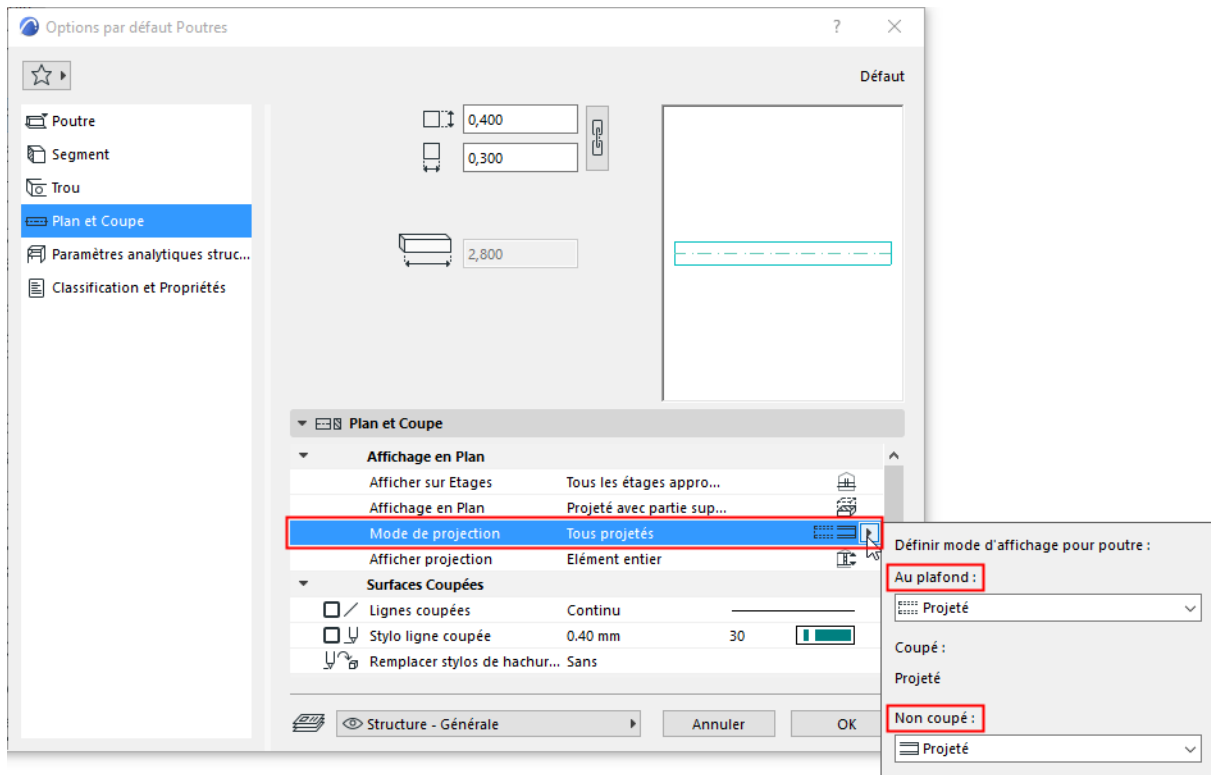 Options par défaut Poutres ?
Défaut
Poutre
Segment
Trou
Plan et Coupe
Paramètres analytiques struc...
Classification et Propriétés
0,400
0,300
2,800
Plan et Coupe
Affichage en Plan
Afficher sur Etages Tous les étages appro...
Affichage en Plan Projeté avec partie sup...
Mode de projection Tous projetés
Afficher projection Elément entier
Surfaces Coupées
Lignes coupées Continu
Stylo ligne coupée 0.40 mm 30
Remplacer stylos de hachur... Sans
Structure - Générale Annuler OK
Définir mode d'affichage pour poutre :
Au plafond :
Projeté
Coupé :
Projeté
Non coupé :
Projeté